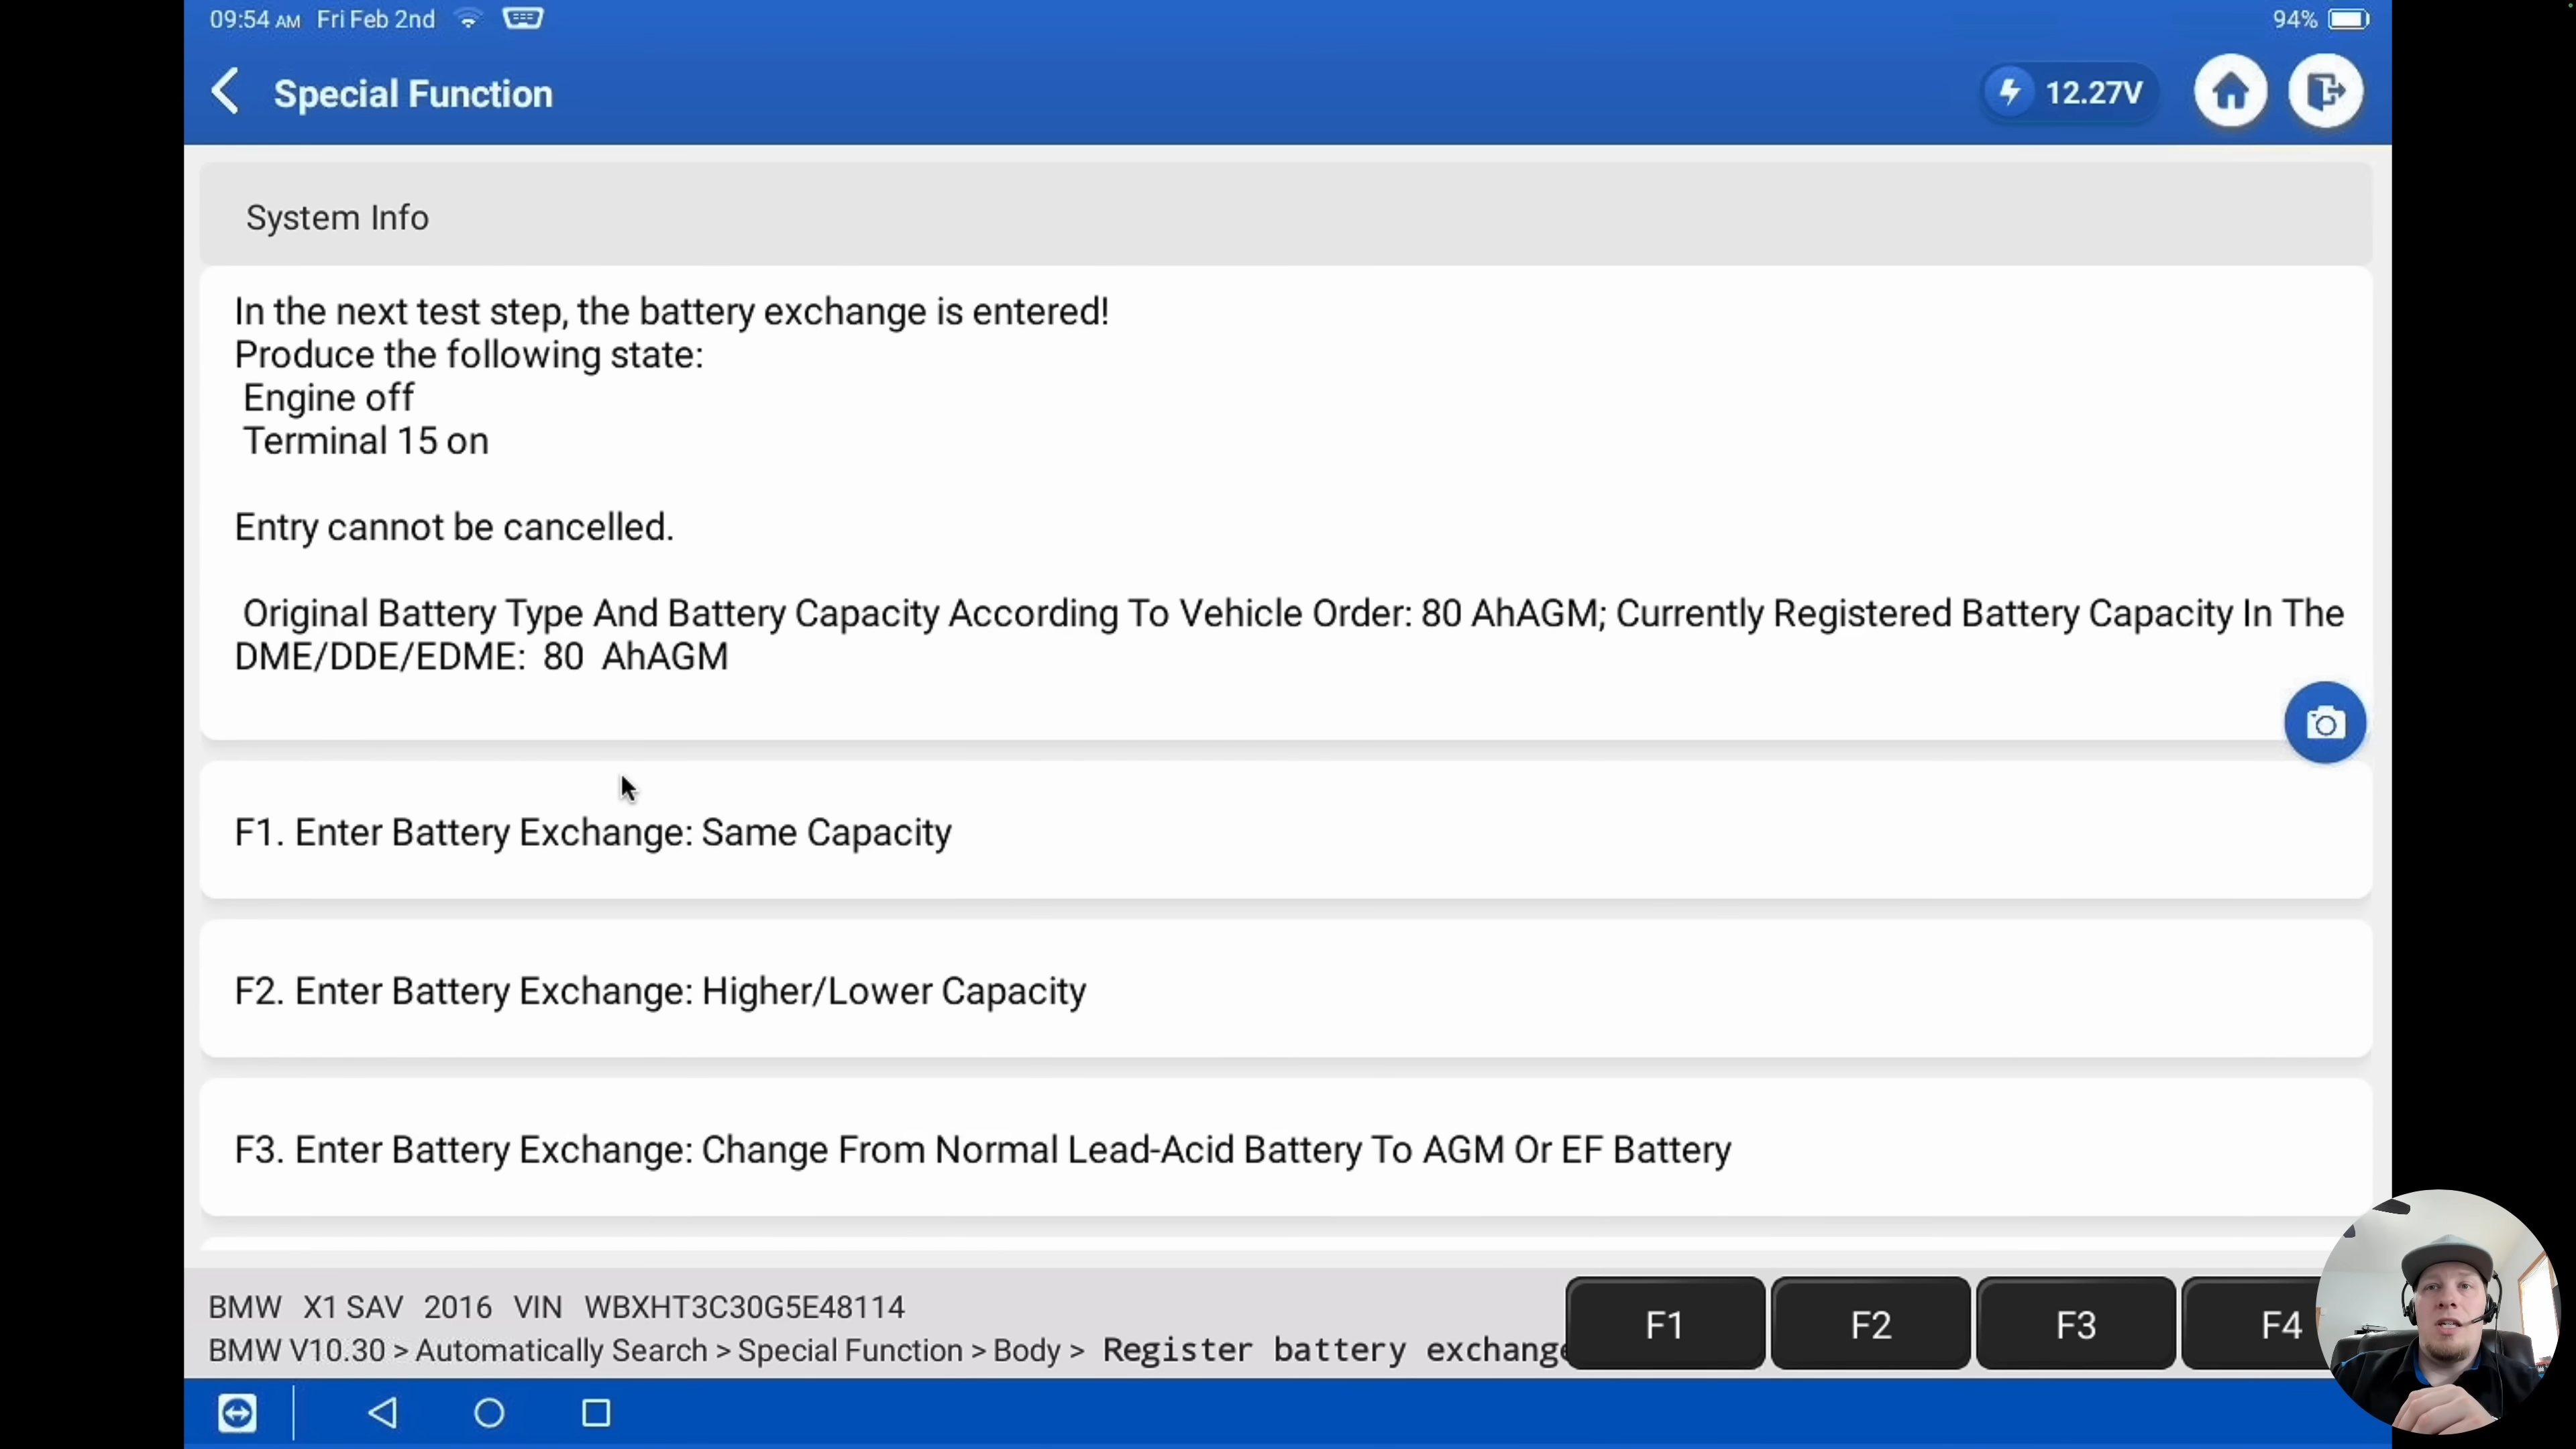 09:54 AM Fri Feb 2nd
94%
Special Function
12.27V
System Info
In the next test step, the battery exchange is entered!
Produce the following state:
Engine off
Terminal 15 on
Entry cannot be cancelled.
Original Battery Type And Battery Capacity According To Vehicle Order: 80 AhAGM; Currently Registered Battery Capacity In The
DME/DDE/EDME: 80 AhAGM
F1. Enter Battery Exchange: Same Capacity
F2. Enter Battery Exchange: Higher/Lower Capacity
F3. Enter Battery Exchange: Change From Normal Lead-Acid Battery To AGM Or EF Battery
BMW X1 SAV 2016 VIN WBXHT3C30G5E48114
BMW V10.30 > Automatically Search > Special Function > Body > Register battery exchange
F1
F2
F3
F4